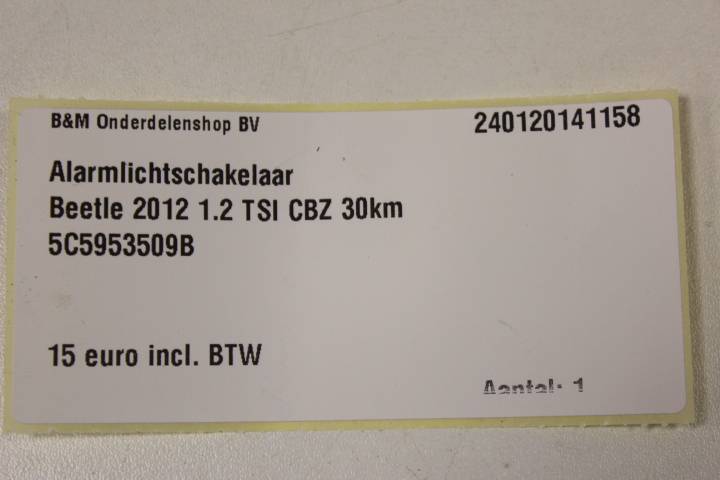 B&M Onderdelenshop BV
240120141158
Alarmlichtschakelaar
Beetle 2012 1.2 TSI CBZ 30km
5C5953509B
15 euro incl. BTW
Aantal: 1